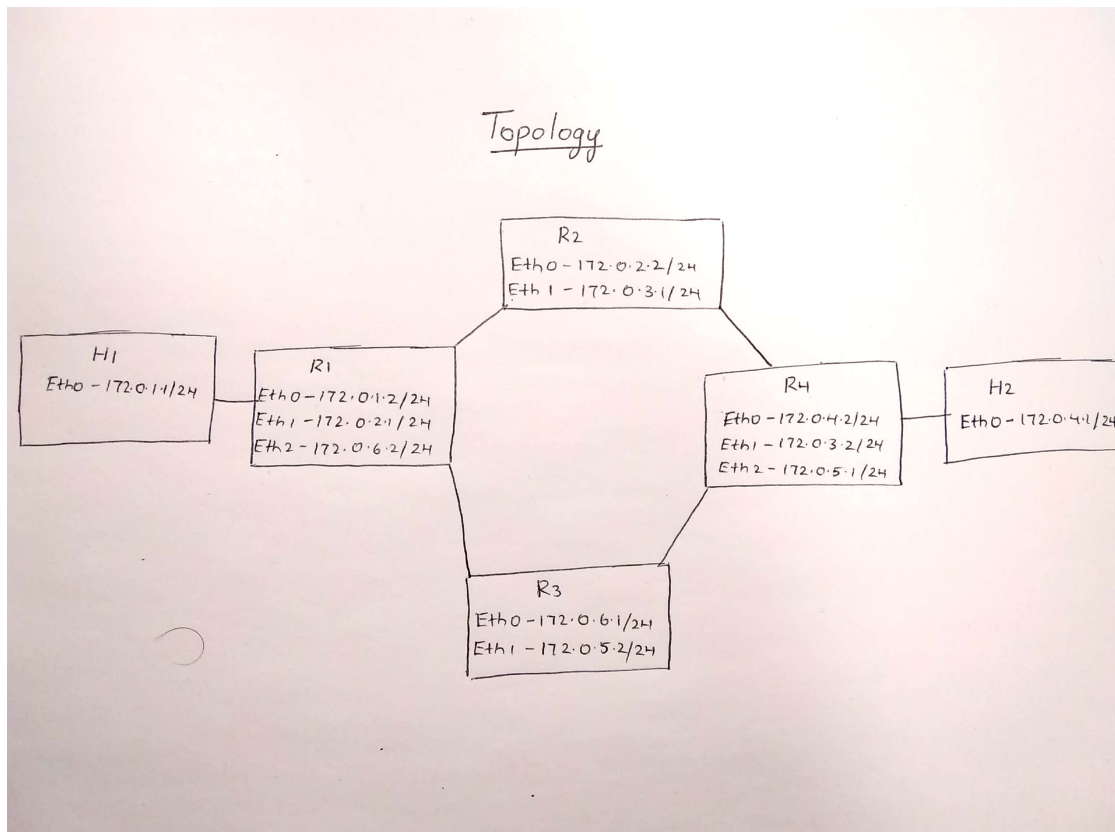 Topology
R2
Eth0-172.0.2.2/24
Eth1-172.0.3.1/24
H1
Eth0-172.0.1.1/24
R1
Eth0-172.0.1.2/24
Eth1-172.0.2.1/24
Eth2-172.0.6.2/24
R4
Eth0-172.0.4.2/24
Eth1-172.0.3.2/24
Eth2-172.0.5.1/24
H2
Eth0-172.0.4.1/24
R3
Eth0-172.0.6.1/24
Eth1-172.0.5.2/24